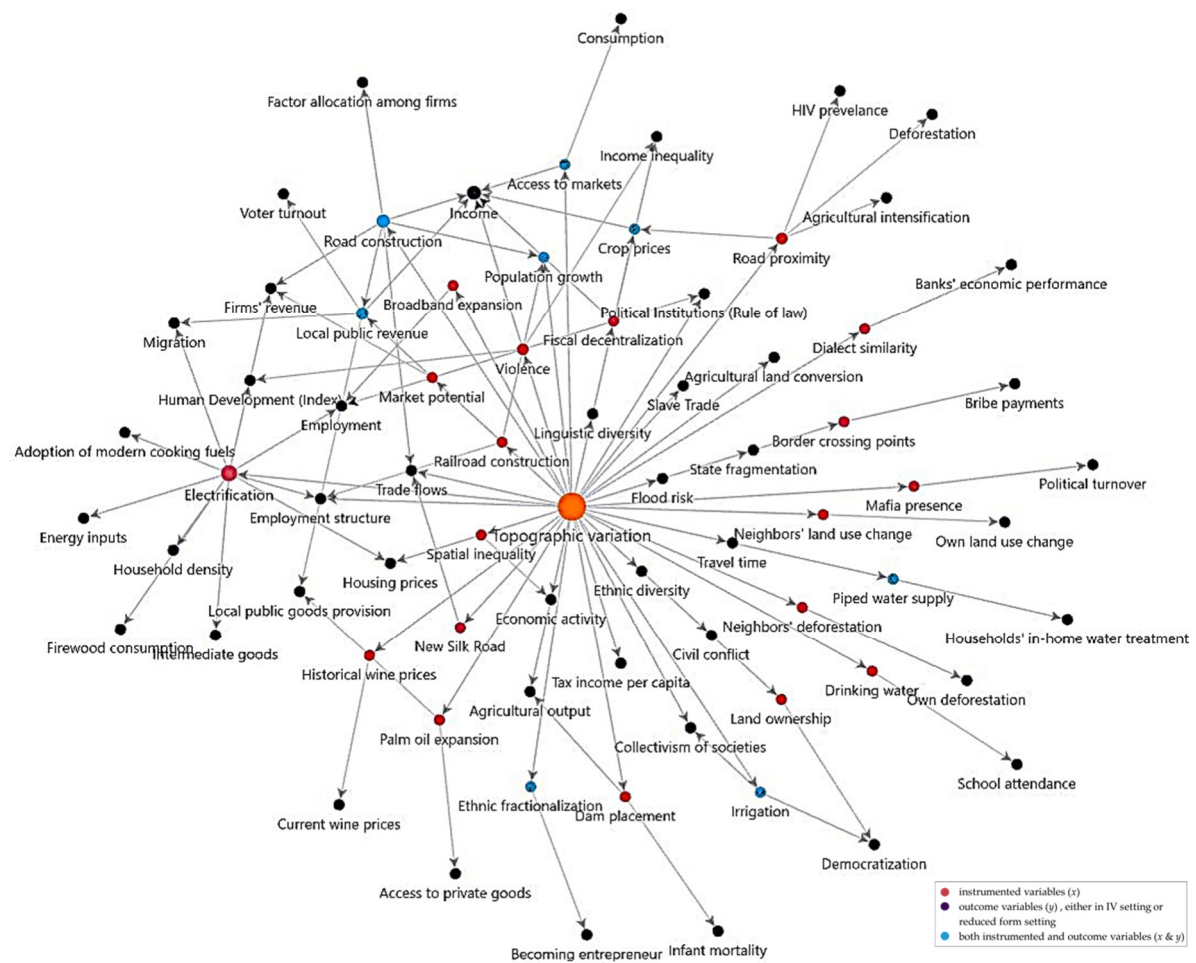 Consumption
Factor allocation among firms
HIV prevelance
Deforestation
Income inequality
Access to markets
Voter turnout
Income
Agricultural intensification
Road construction
Crop prices
Road proximity
Population growth
Banks' economic performance
Firms' revenue
Broadband expansion
Political Institutions (Rule of law)
Local public revenue
Fiscal decentralization
Migration
Dialect similarity
Violence
Agricultural land conversion
Human Development (Index)
Market potential
Slave Trade
Bribe payments
Employment
Linguistic diversity
Border crossing points
Adoption of modern cooking fuels
Railroad construction
State fragmentation
Electrification
Trade flows
Flood risk
Political turnover
Mafia presence
Employment structure
Energy inputs
Topographic variation
Neighbors' land use change
Own land use change
Spatial inequality
Travel time
Household density
Housing prices
Ethnic diversity
Piped water supply
Local public goods provision
Economic activity
Neighbors' deforestation
Households' in-home water treatment
Firewood consumption
Intermediate goods
New Silk Road
Civil conflict
Historical wine prices
Tax income per capita
Drinking water
Own deforestation
Agricultural output
Land ownership
Palm oil expansion
Collectivism of societies
School attendance
Ethnic fractionalization
Dam placement
Irrigation
Current wine prices
Democratization
Access to private goods
Becoming entrepreneur
Infant mortality
instrumented variables (x)
outcome variables (y) , either in IV setting or
reduced form setting
both instrumented and outcome variables (x & y)